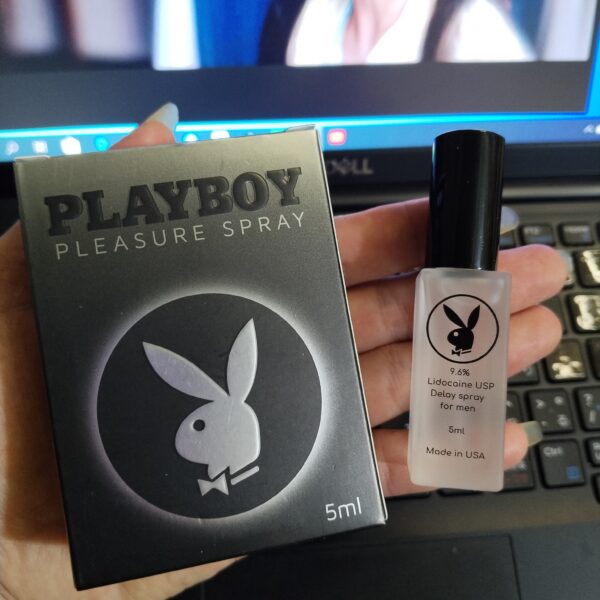 PLAYBOY
PLEASURE SPRAY
5ml
DELL
9.6%
Lidocaine USP
Delay spray
for men
5ml
Made in USA